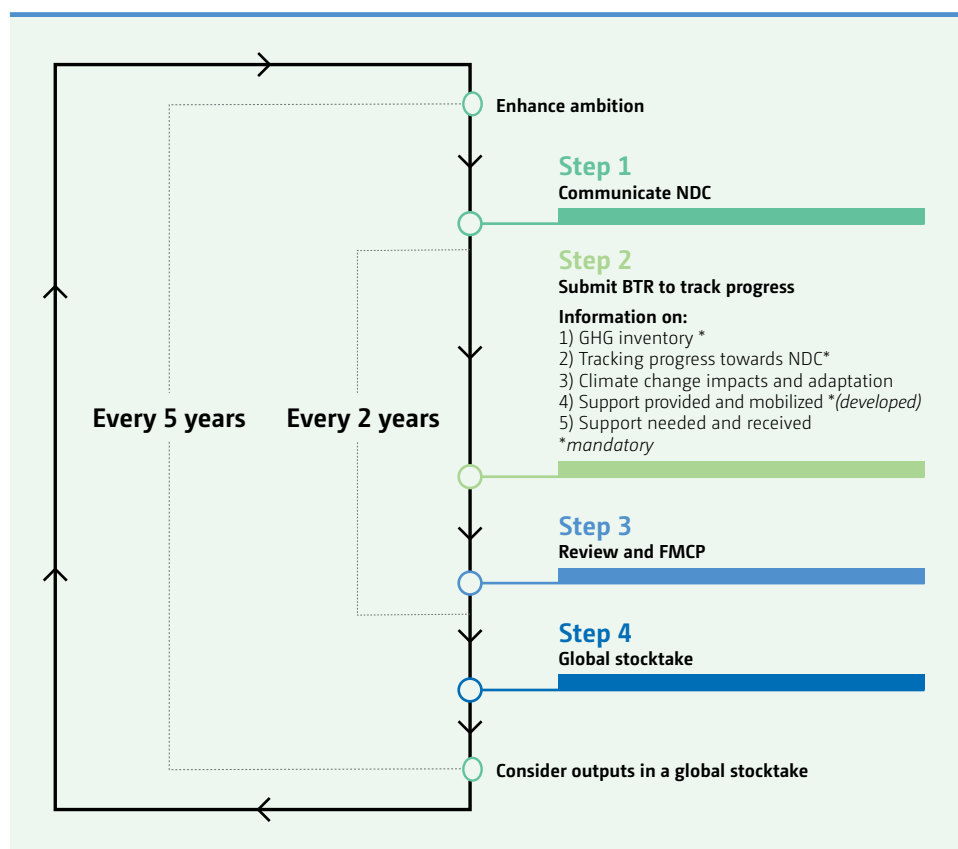 Enhance ambition
Step 1
Communicate NDC
Step 2
Submit BTR to track progress
Information on:
1) GHG inventory *
2) Tracking progress towards NDC*
3) Climate change impacts and adaptation
4) Support provided and mobilized *(developed)
5) Support needed and received
*mandatory
Every 5 years
Every 2 years
Step 3
Review and FMCP
Step 4
Global stocktake
Consider outputs in a global stocktake